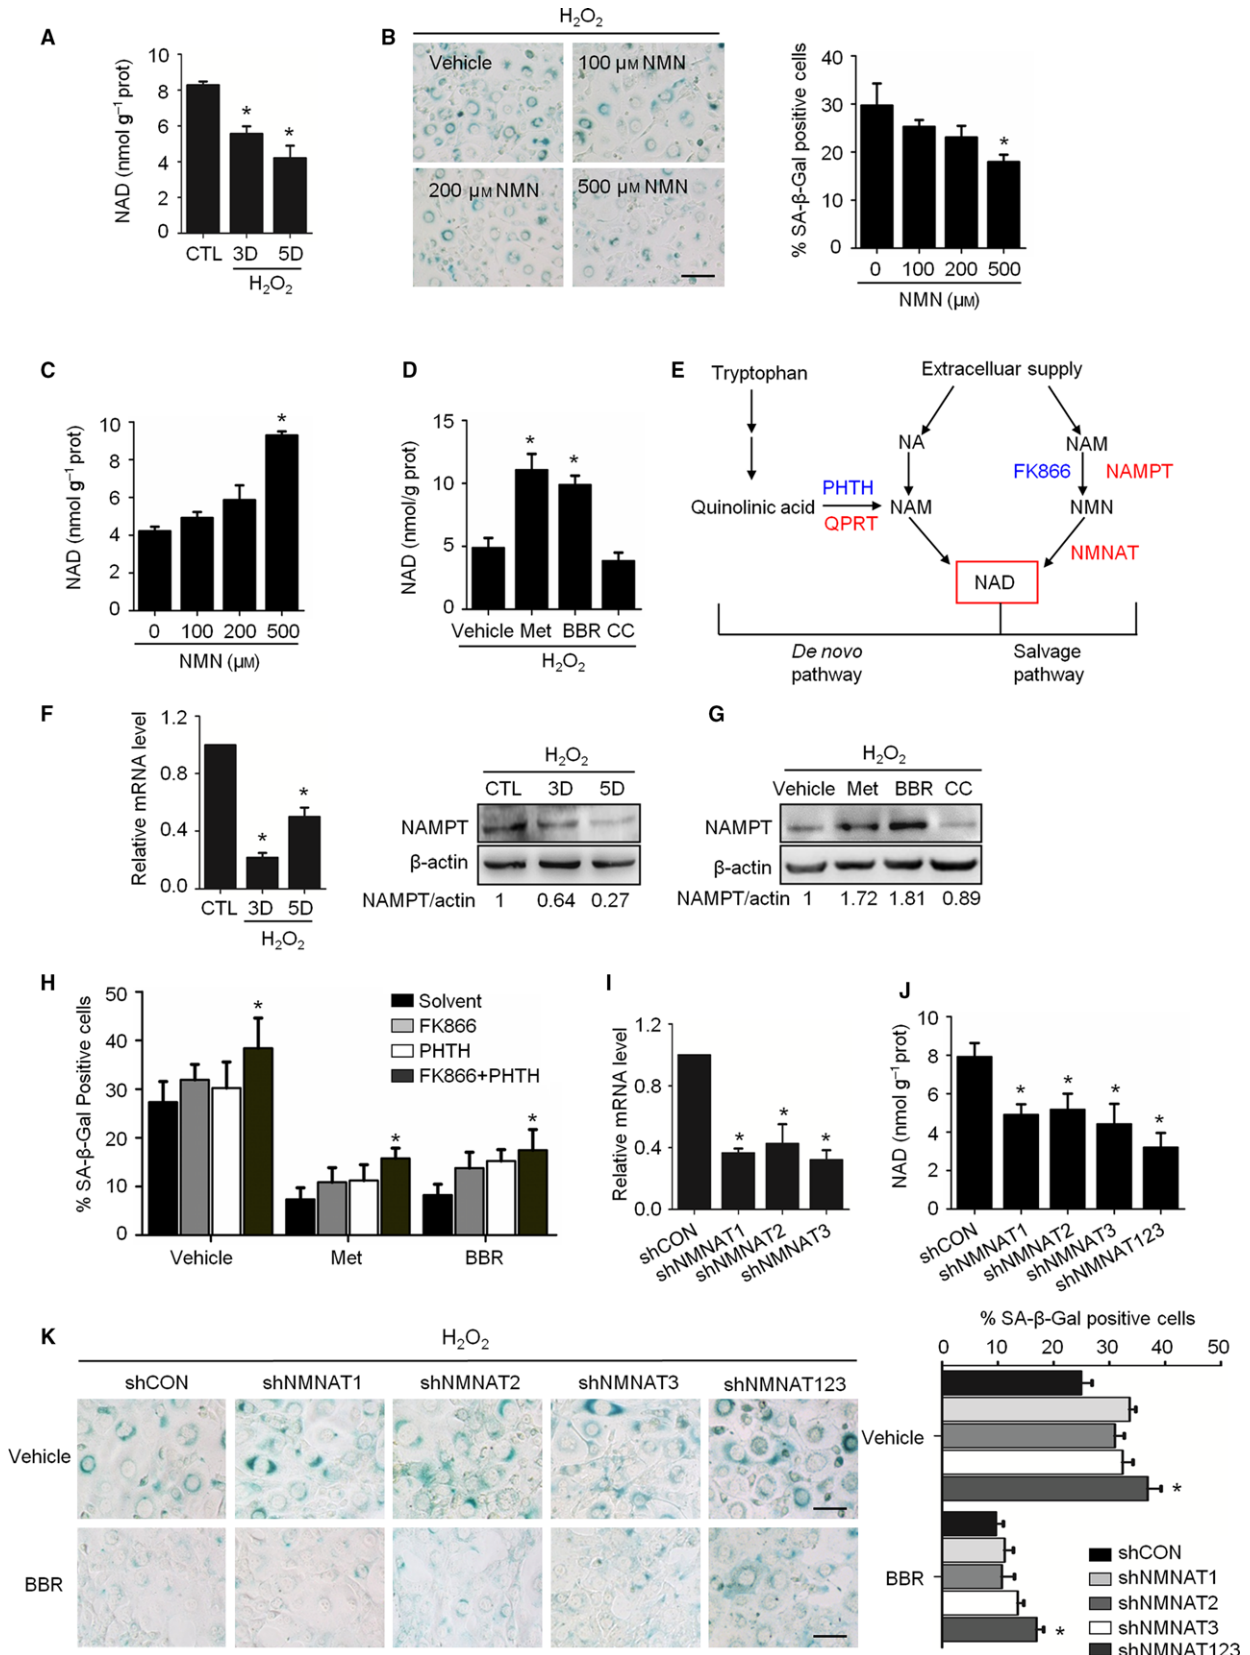 A
NAD (nmol g⁻¹ prot)
10
8
6
4
2
0
*
*
CTL 3D 5D
H₂O₂
B
H₂O₂
Vehicle
100 μM NMN
200 μM NMN
500 μM NMN
% SA-β-Gal positive cells
40
30
20
10
0
*
0 100 200 500
NMN (μM)
C
NAD (nmol g⁻¹ prot)
10
8
6
4
2
0
*
0 100 200 500
NMN (μM)
D
NAD (nmol/g prot)
15
10
5
0
*
*
Vehicle Met BBR CC
H₂O₂
E
Tryptophan
Extracelluar supply
NA
NAM
FK866
NAMPT
PHTH
Quinolinic acid
NAM
NMN
QPRT
NMNAT
NAD
De novo
pathway
Salvage
pathway
F
Relative mRNA level
1.2
0.8
0.4
0.0
*
*
CTL 3D 5D
H₂O₂
H₂O₂
CTL 3D 5D
NAMPT
β-actin
NAMPT/actin 1 0.64 0.27
G
H₂O₂
Vehicle Met BBR CC
NAMPT
β-actin
NAMPT/actin 1 1.72 1.81 0.89
H
% SA-β-Gal Positive cells
50
40
30
20
10
0
*
*
*
Solvent
FK866
PHTH
FK866+PHTH
Vehicle Met BBR
I
Relative mRNA level
1.2
0.8
0.4
0.0
*
*
*
shCON
shNMNAT1
shNMNAT2
shNMNAT3
J
NAD (nmol g⁻¹prot)
10
8
6
4
2
0
*
*
*
*
shCON
shNMNAT1
shNMNAT2
shNMNAT3
shNMNAT123
K
H₂O₂
shCON shNMNAT1 shNMNAT2 shNMNAT3 shNMNAT123
Vehicle
BBR
% SA-β-Gal positive cells
0 10 20 30 40 50
Vehicle
*
BBR
*
shCON
shNMNAT1
shNMNAT2
shNMNAT3
shNMNAT123